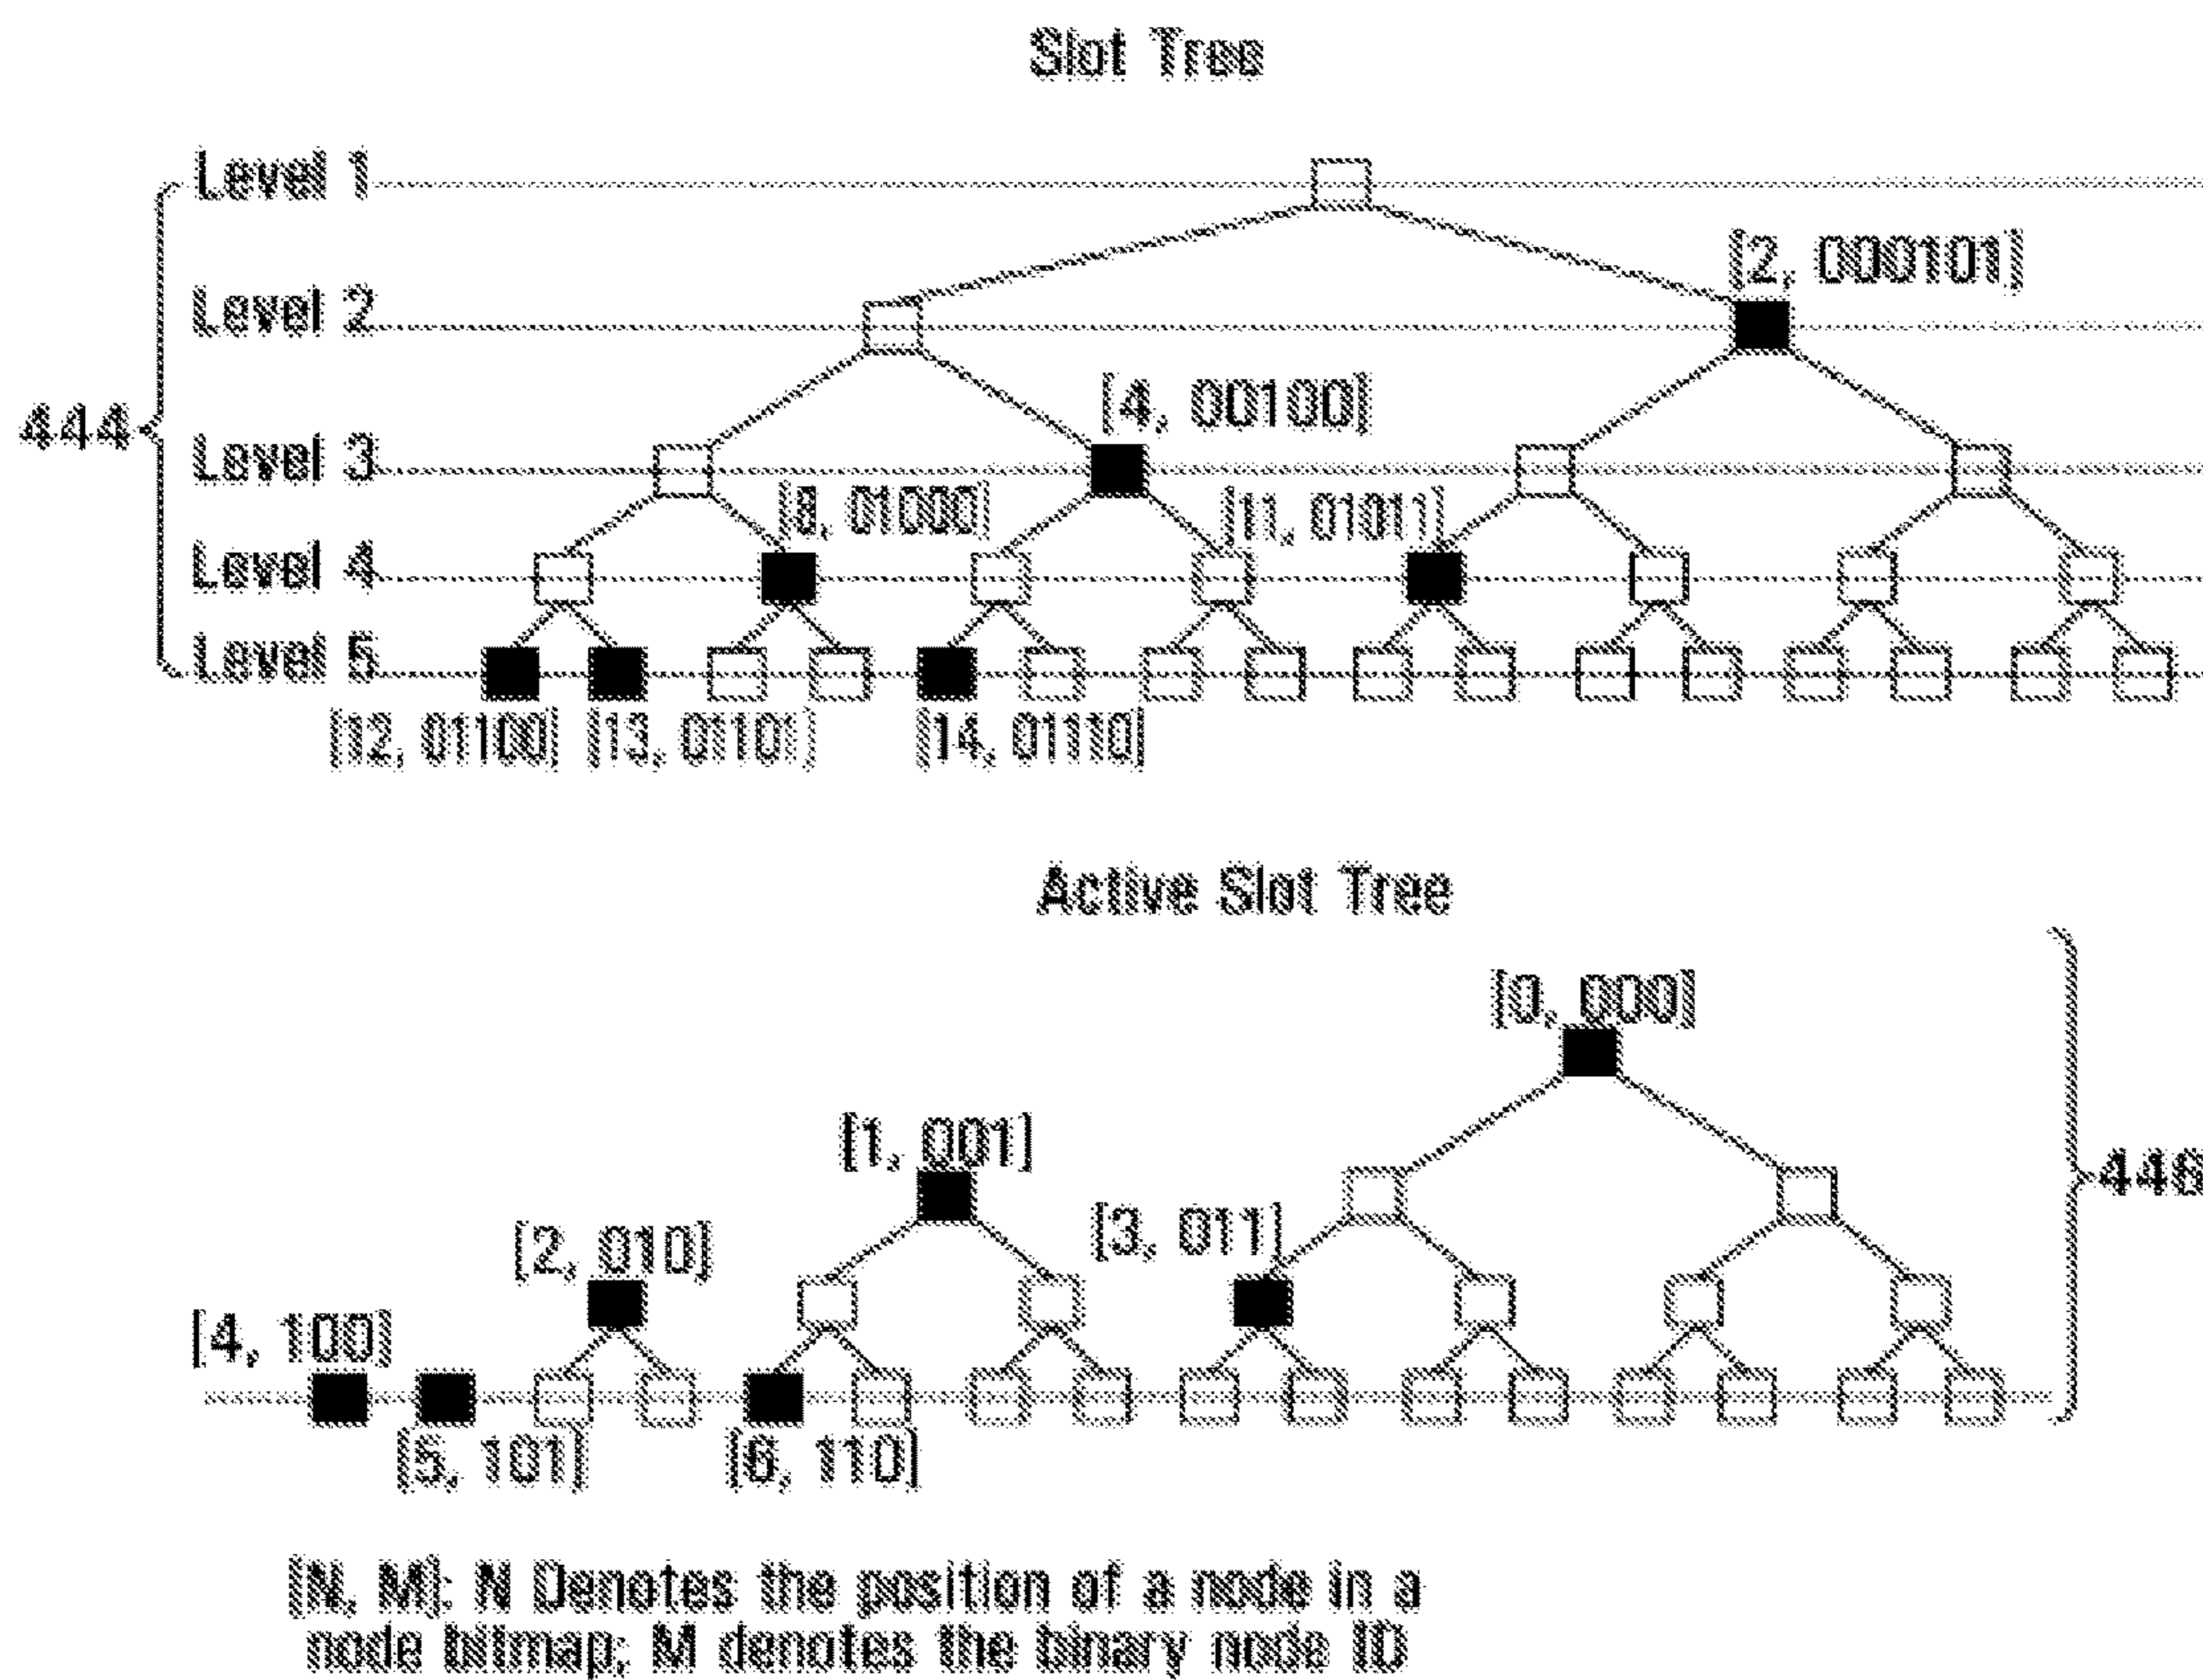 Slot Tree
Level 1
[2, 000101]
Level 2
[4, 00100]
444
Level 3
[8, 01000]
[11, 01011]
Level 4
Level 5
[12, 01100]
[13, 01101]
[14, 01110]
Active Slot Tree
[0, 000]
[1, 001]
446
[3, 011]
[2, 010]
[4, 100]
[5, 101]
[6, 110]
[N, M]: N Denotes the position of a node in a
node bitmap; M denotes the binary node ID